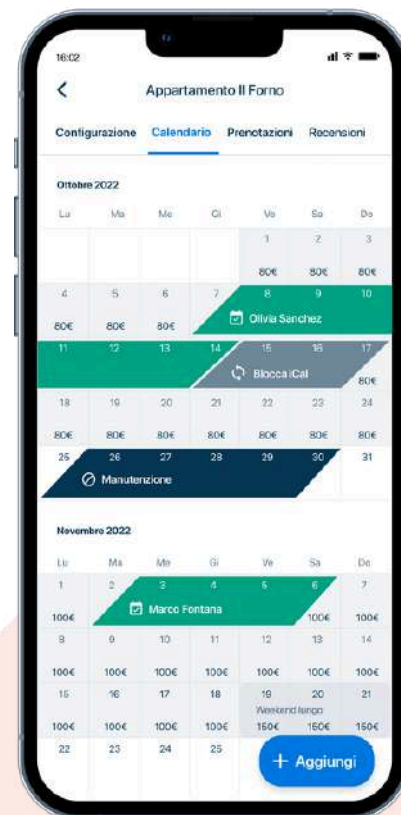 16:02
Appartamento Il Forno
Configurazione Calendario Prenotazioni Recensioni
Ottobre 2022
Lu Ma Me Gi Ve Sa Do
1 2 3
80€ 80€ 80€
4 5 6 7 8 9 10
80€ 80€ 80€ Olivia Sanchez
11 12 13 14 15 16 17
Blocca iCal 80€
18 19 20 21 22 23 24
80€ 80€ 80€ 80€ 80€ 80€ 80€
25 26 27 28 29 30 31
Manutenzione
Novembre 2022
Lu Ma Me Gi Ve Sa Do
1 2 3 4 5 6 7
100€ Marco Fontana 100€ 100€
8 9 10 11 12 13 14
100€ 100€ 100€ 100€ 100€ 100€ 100€
15 16 17 18 19 20 21
Weekend lungo
100€ 100€ 100€ 100€ 150€ 150€ 150€
22 23 24 25
+ Aggiungi